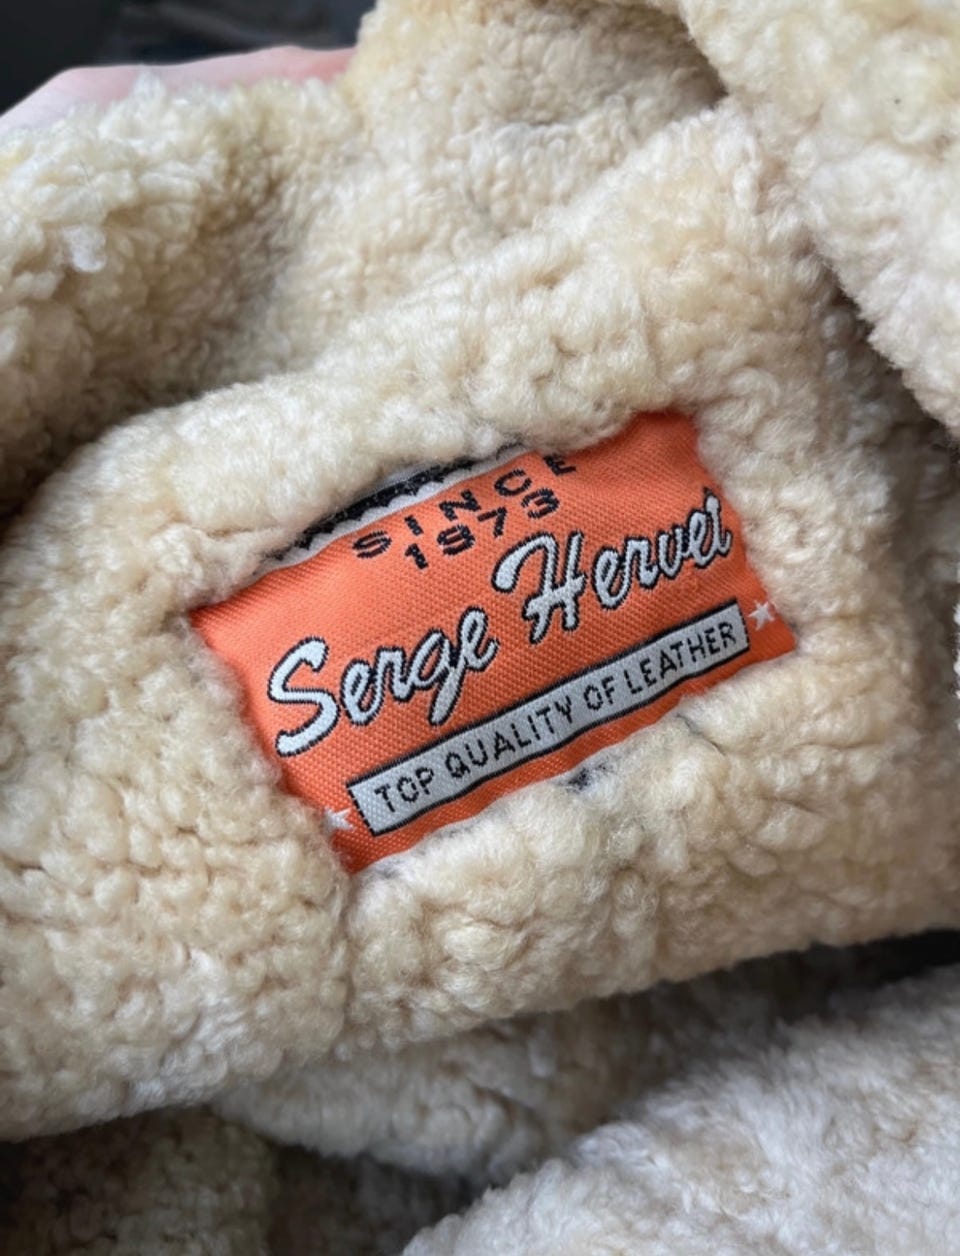 SINCE
1973
Serge Hervet
TOP QUALITY OF LEATHER